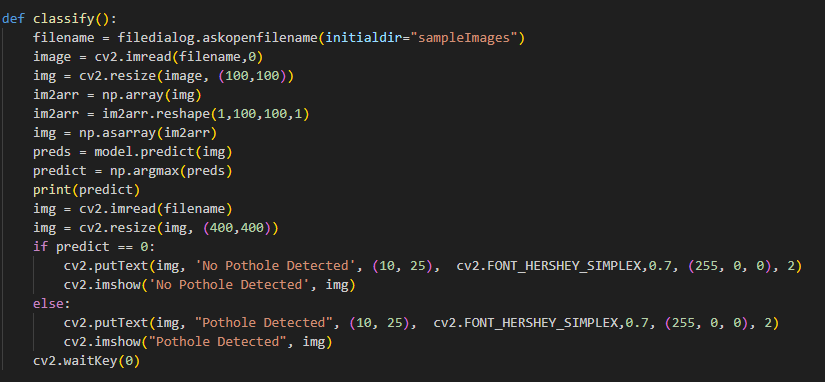 def classify():
    filename = filedialog.askopenfilename(initialdir="sampleImages")
    image = cv2.imread(filename,0)
    img = cv2.resize(image, (100,100))
    im2arr = np.array(img)
    im2arr = im2arr.reshape(1,100,100,1)
    img = np.asarray(im2arr)
    preds = model.predict(img)
    predict = np.argmax(preds)
    print(predict)
    img = cv2.imread(filename)
    img = cv2.resize(img, (400,400))
    if predict == 0:
        cv2.putText(img, 'No Pothole Detected', (10, 25),  cv2.FONT_HERSHEY_SIMPLEX,0.7, (255, 0, 0), 2)
        cv2.imshow('No Pothole Detected', img)
    else:
        cv2.putText(img, "Pothole Detected", (10, 25),  cv2.FONT_HERSHEY_SIMPLEX,0.7, (255, 0, 0), 2)
        cv2.imshow("Pothole Detected", img)
    cv2.waitKey(0)